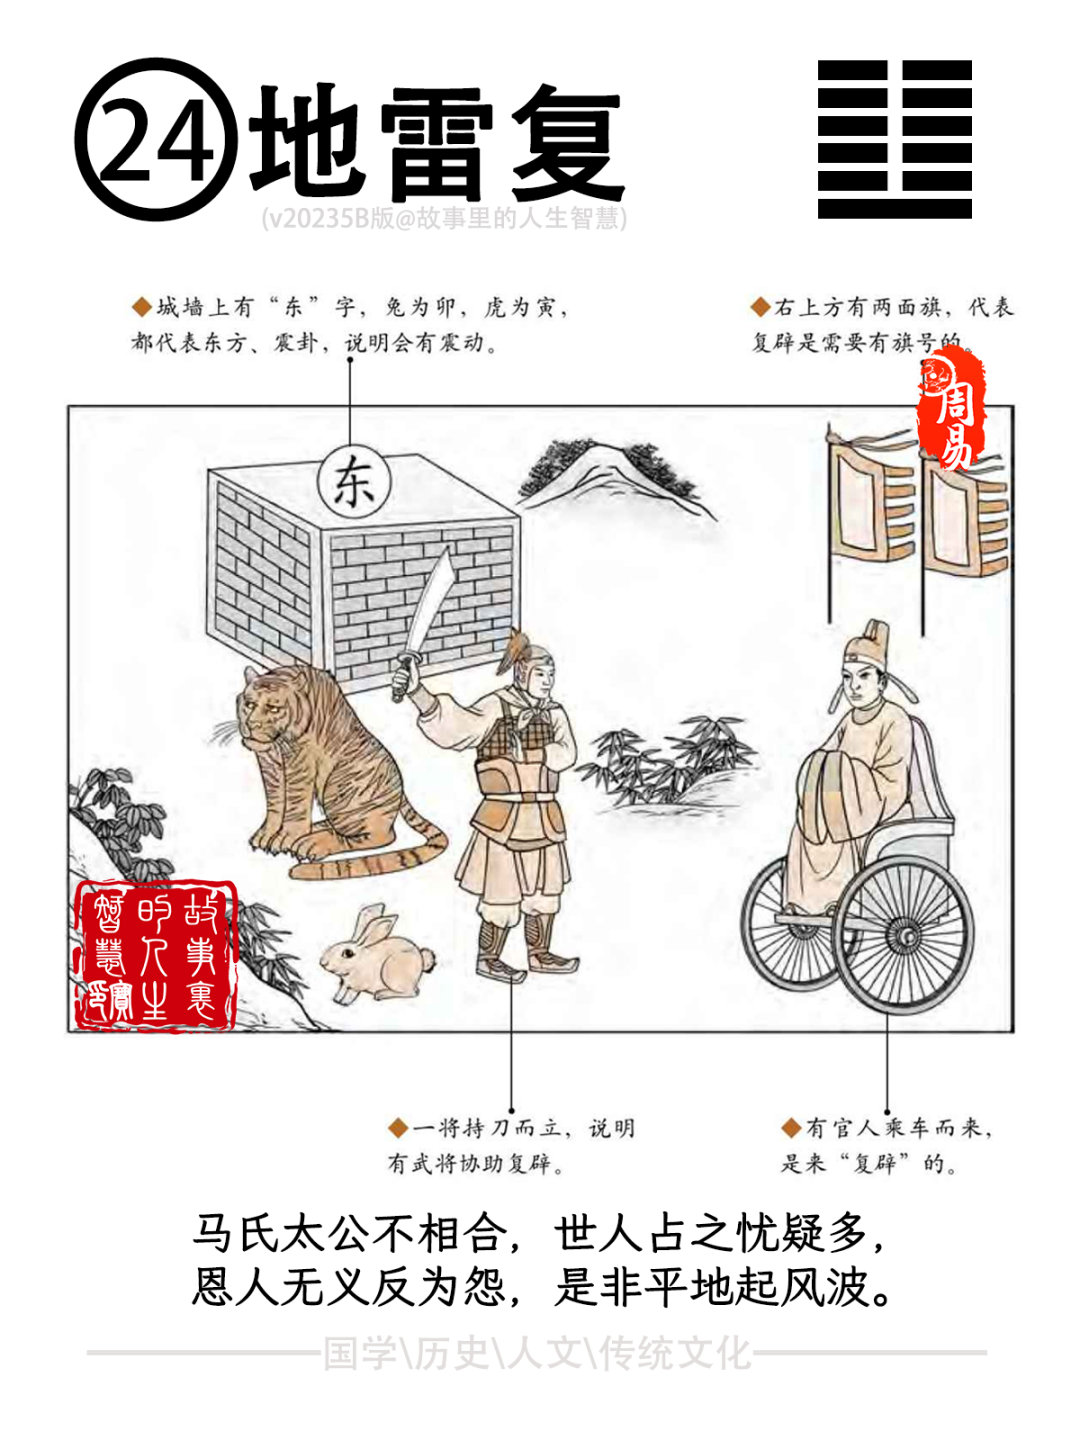 24 地雷复
(v20235B版@故事里的人生智慧)
◆城墙上有“东”字，兔为卯，虎为寅，
都代表东方、震卦，说明会有震动。
◆右上方有两面旗，代表
复辟是需要有旗号的。
周易
东
故事裏
的人生
智慧
◆一将持刀而立，说明
有武将协助复辟。
◆有官人乘车而来，
是来“复辟”的。
马氏太公不相合，世人占之忧疑多，
恩人无义反为怨，是非平地起风波。
国学\历史\人文\传统文化